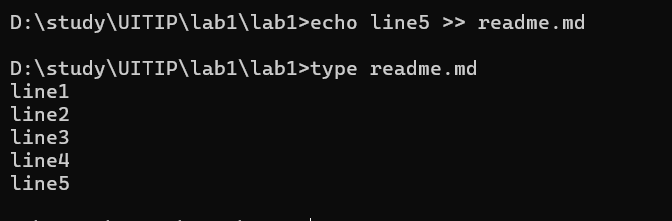 D:\study\UITIP\lab1\lab1>echo line5 >> readme.md
D:\study\UITIP\lab1\lab1>type readme.md
line1
line2
line3
line4
line5